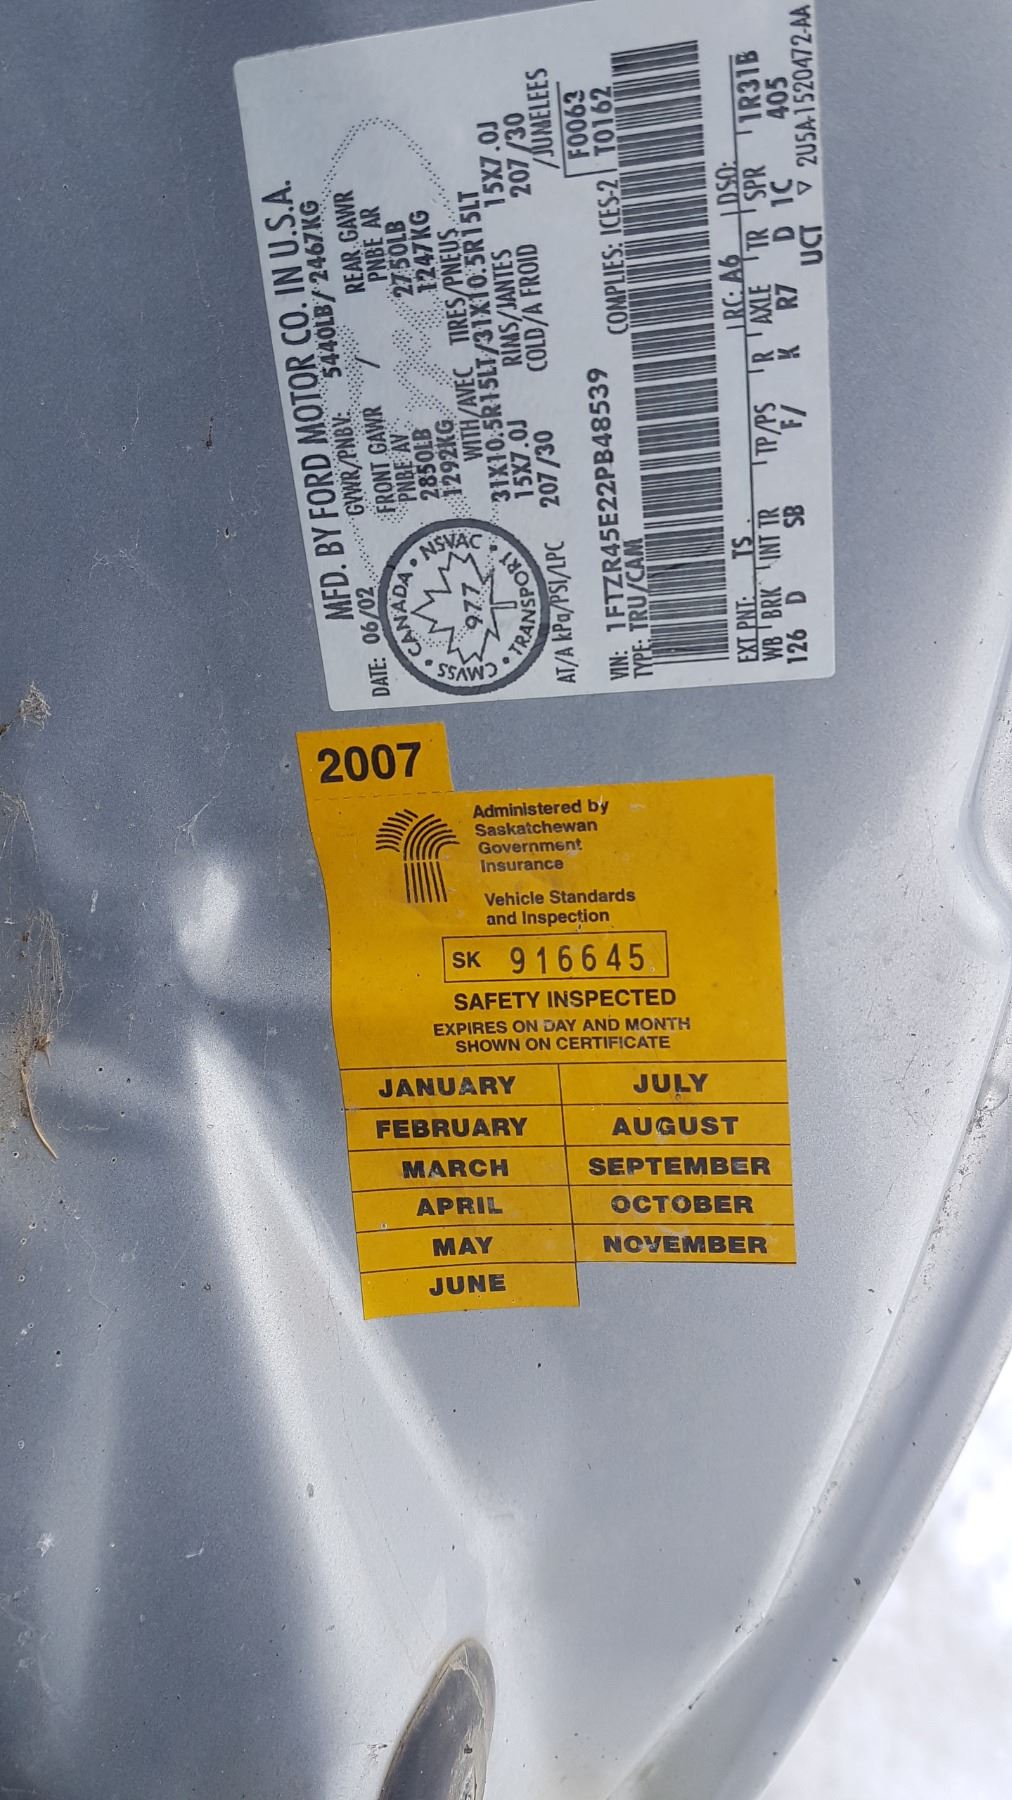 MFD. BY FORD MOTOR CO. IN U.S.A.
DATE: 06/02 GVWR/PNBV: 5440LB/ 2467KG
FRONT GAWR / REAR GAWR
PNBE AV PNBE AR
2850LB 2750LB
1292KG 1247KG
WITH/AVEC TIRES/PNEUS
31X10.5R15LT/31X10.5R15LT
RIMS/JANTES
15X7.0J 15X7.0J
COLD/A FROID
AT/A kPa/PSI/LPC 207/30 207/30
/JUMELEES
CANADA • NSVAC
977
CMVSS • TRANSPORT •
VIN: 1FTZR45E22PB48539 COMPLIES: ICES-2 F0063
TYPE: TRU/CAM T0162
EXT PNT: TS RC: A6 DSO:
WB BRK INT TR TP/PS R AXLE TR SPR 1R31B
126 D SB F/ K R7 D 1C 405
UCT ▽ 2U5A-1520472-AA
2007
Administered by
Saskatchewan
Government
Insurance
Vehicle Standards
and Inspection
SK 916645
SAFETY INSPECTED
EXPIRES ON DAY AND MONTH
SHOWN ON CERTIFICATE
JANUARY JULY
FEBRUARY AUGUST
MARCH SEPTEMBER
APRIL OCTOBER
MAY NOVEMBER
JUNE